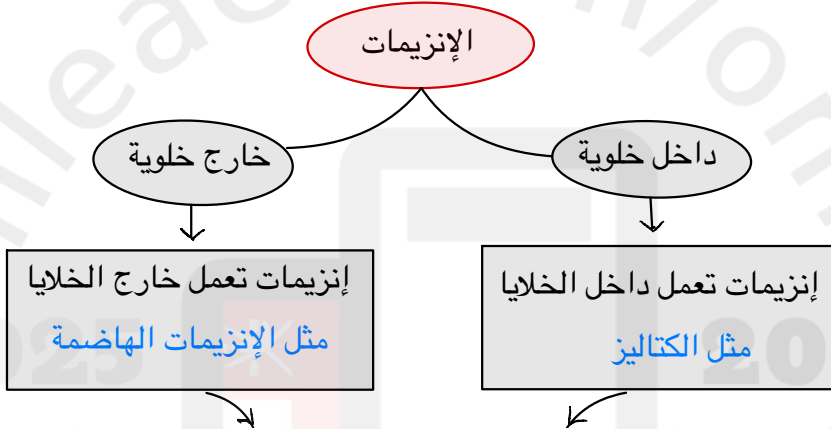 الإنزيمات
داخل خلوية
خارج خلوية
إنزيمات تعمل داخل الخلايا
مثل الكتاليز
إنزيمات تعمل خارج الخلايا
مثل الإنزيمات الهاضمة